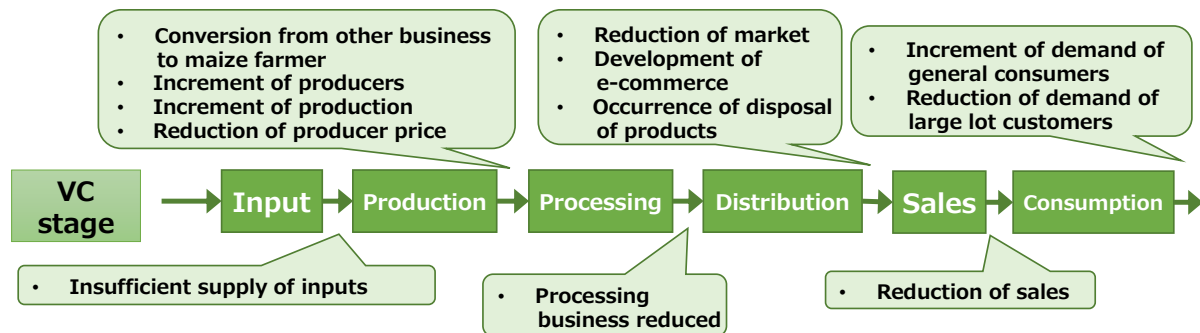 • Conversion from other business
to maize farmer
• Increment of producers
• Increment of production
• Reduction of producer price
• Reduction of market
• Development of
e-commerce
• Occurrence of disposal
of products
• Increment of demand of
general consumers
• Reduction of demand of
large lot customers
VC
stage
Input
Production
Processing
Distribution
Sales
Consumption
• Insufficient supply of inputs
• Processing
business reduced
• Reduction of sales